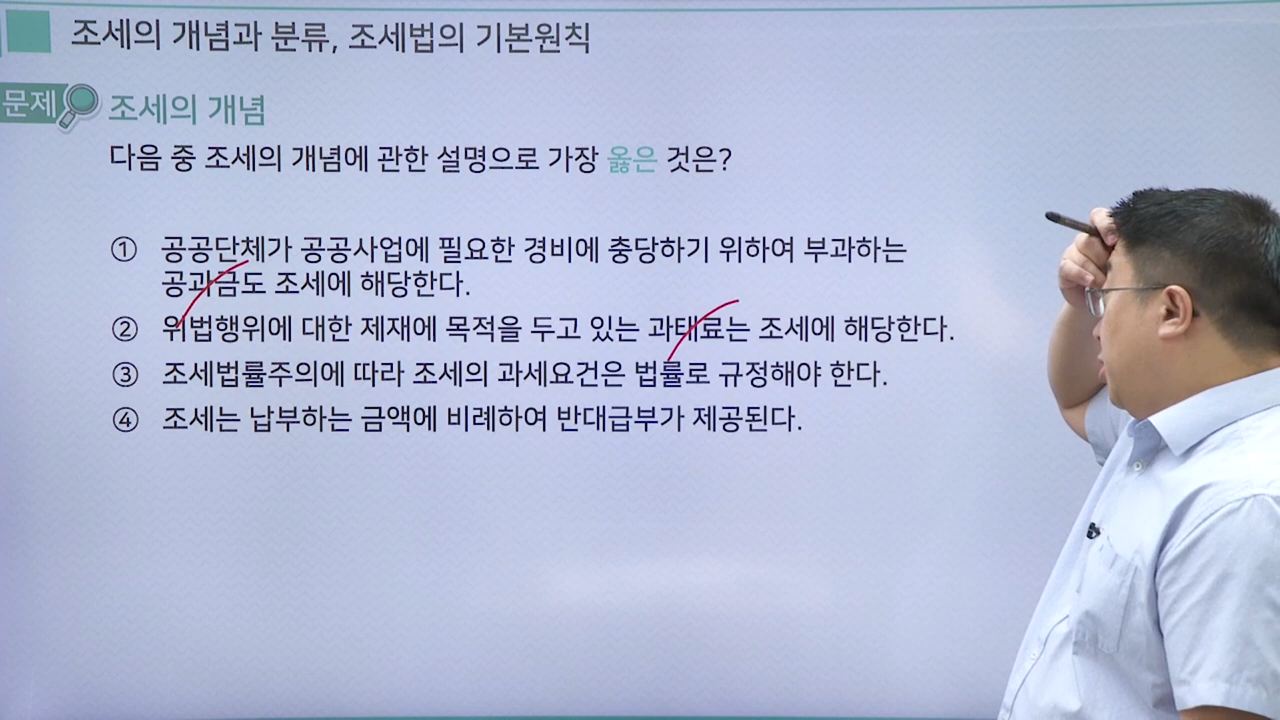 조세의 개념과 분류, 조세법의 기본원칙
문제 조세의 개념
다음 중 조세의 개념에 관한 설명으로 가장 옳은 것은?
① 공공단체가 공공사업에 필요한 경비에 충당하기 위하여 부과하는
공과금도 조세에 해당한다.
② 위법행위에 대한 제재에 목적을 두고 있는 과태료는 조세에 해당한다.
③ 조세법률주의에 따라 조세의 과세요건은 법률로 규정해야 한다.
④ 조세는 납부하는 금액에 비례하여 반대급부가 제공된다.